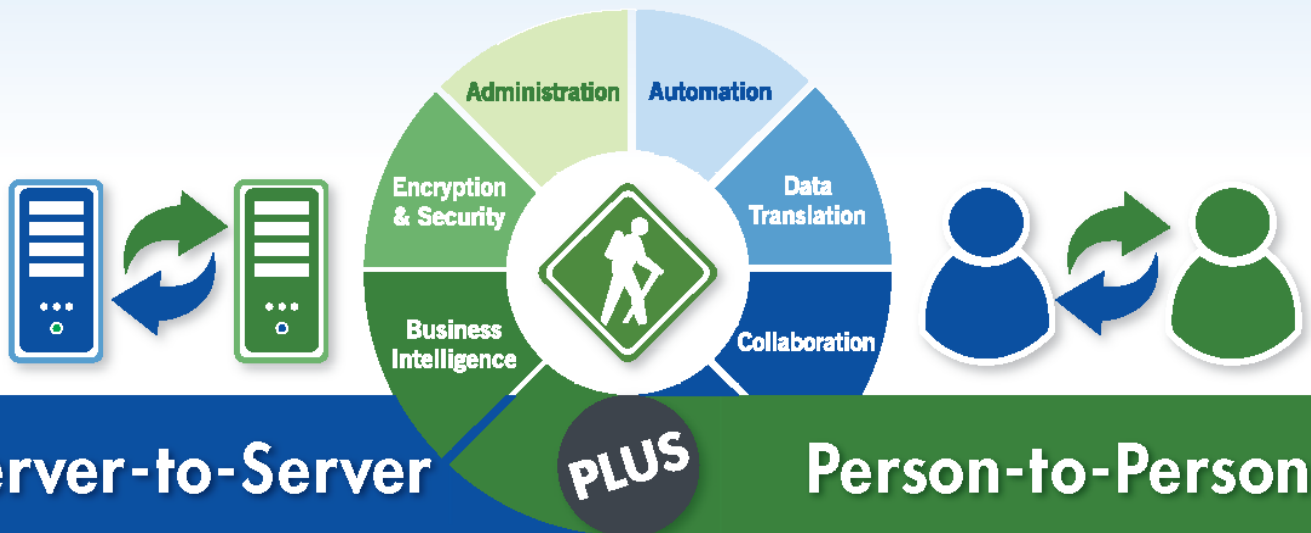 Administration
Automation
Encryption
& Security
Data
Translation
Business
Intelligence
Collaboration
erver-to-Server
PLUS
Person-to-Person